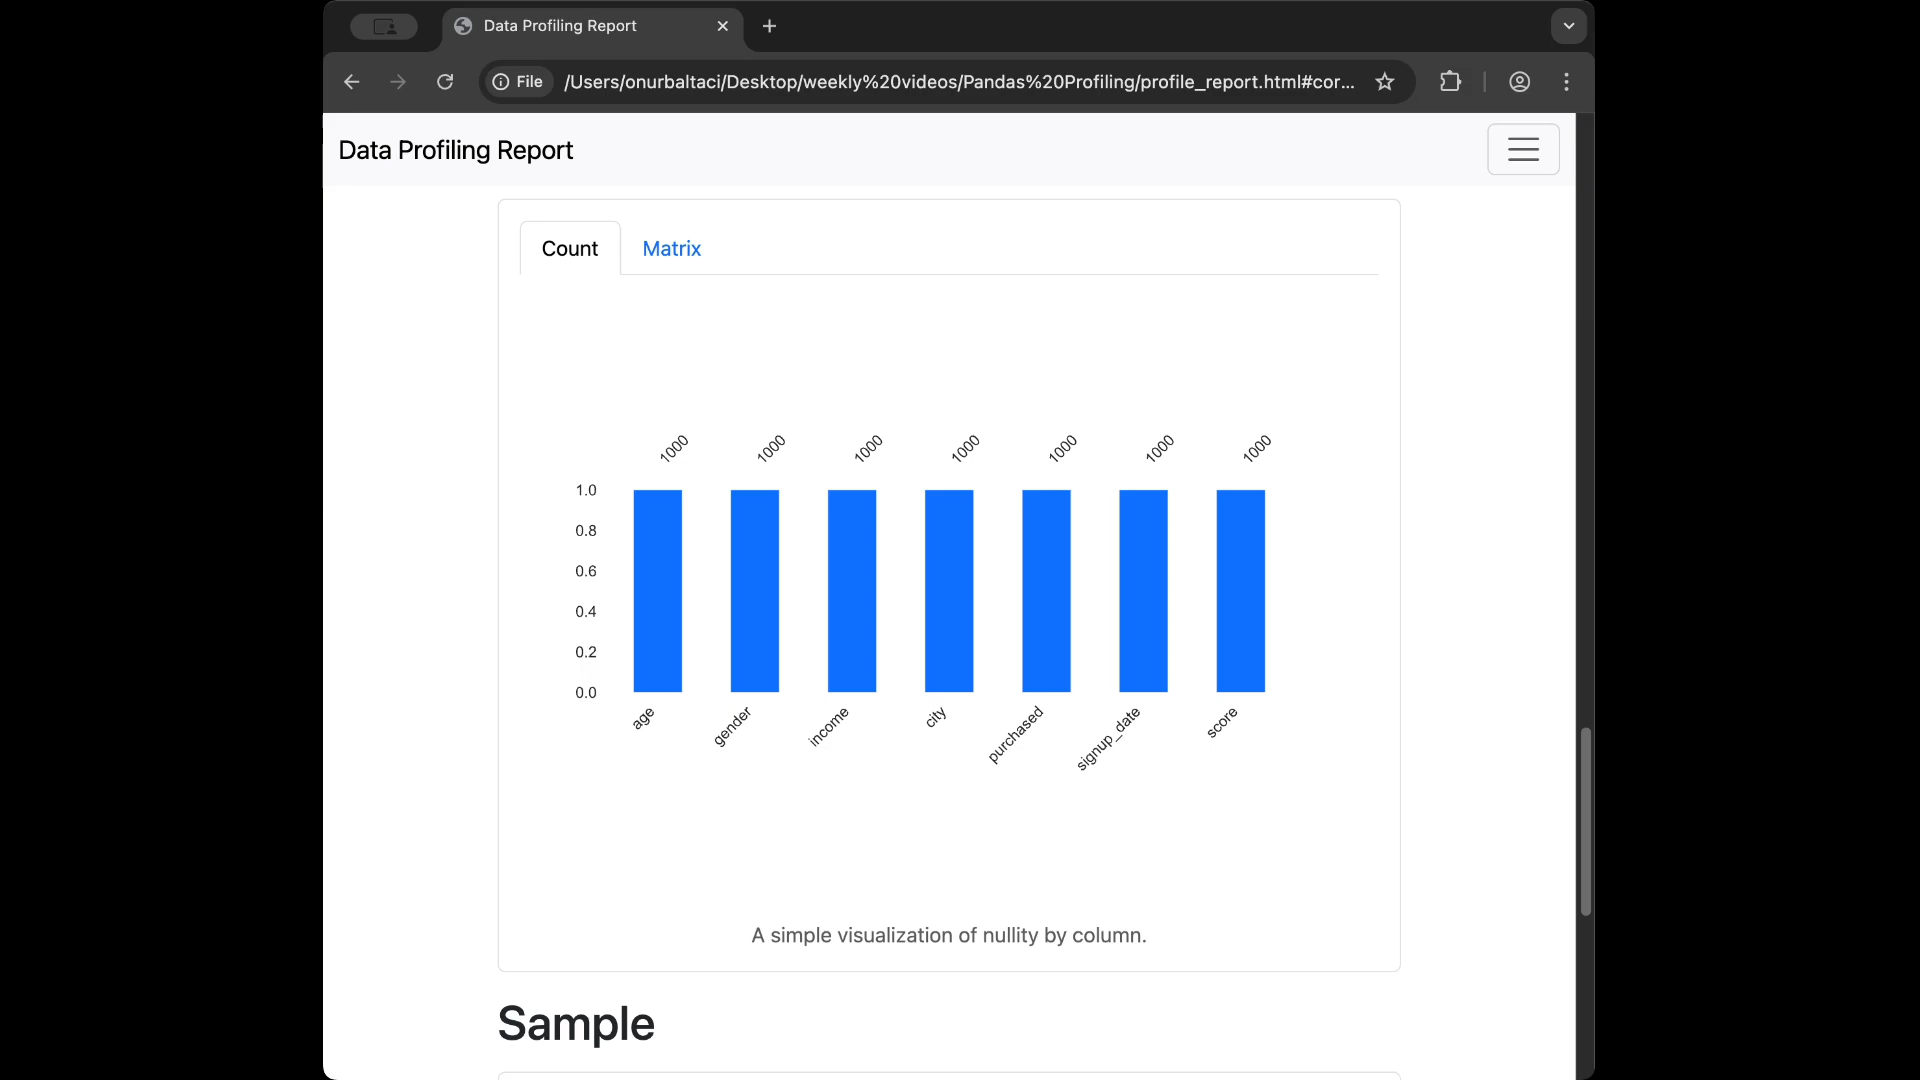 Data Profiling Report
File
/Users/onurbaltaci/Desktop/weekly%20videos/Pandas%20Profiling/profile_report.html#cor...
Data Profiling Report
Count
Matrix
1000 1000 1000 1000 1000 1000 1000
1.0
0.8
0.6
0.4
0.2
0.0
age gender income city purchased signup_date score
A simple visualization of nullity by column.
Sample